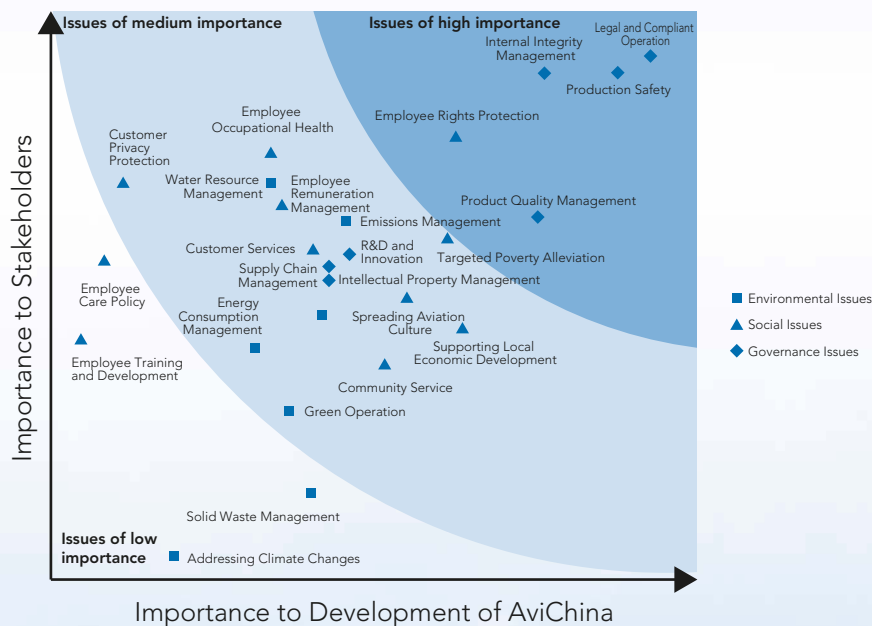 Issues of medium importance
Issues of high importance
Legal and Compliant
Operation
Internal Integrity
Management
Production Safety
Employee
Occupational Health
Employee Rights Protection
Customer
Privacy
Protection
Water Resource
Management
Employee
Remuneration
Management
Product Quality Management
Emissions Management
Customer Services
R&D and
Innovation
Targeted Poverty Alleviation
Supply Chain
Management
Intellectual Property Management
Employee
Care Policy
Energy
Consumption
Management
Spreading Aviation
Culture
Supporting Local
Economic Development
Employee Training
and Development
Community Service
Green Operation
Solid Waste Management
Issues of low
importance
Addressing Climate Changes
Importance to Stakeholders
Importance to Development of AviChina
Environmental Issues
Social Issues
Governance Issues